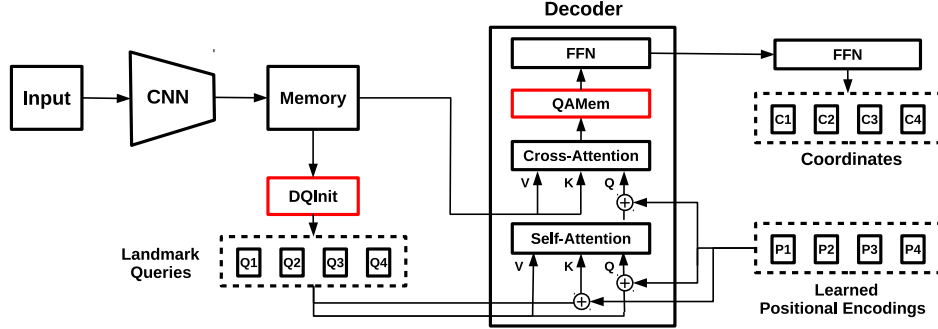 Decoder
FFN
FFN
Input
CNN
Memory
QAMem
C1 C2 C3 C4
Cross-Attention
Coordinates
V K Q
DQInit
Landmark
Queries
Q1 Q2 Q3 Q4
Self-Attention
P1 P2 P3 P4
V K Q
Learned
Positional Encodings